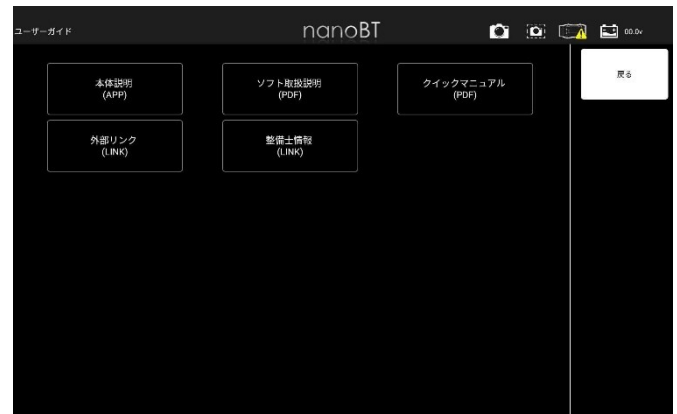 ユーザーガイド
nanoBT
00.0v
本体説明
(APP)
ソフト取扱説明
(PDF)
クイックマニュアル
(PDF)
戻る
外部リンク
(LINK)
整備士情報
(LINK)